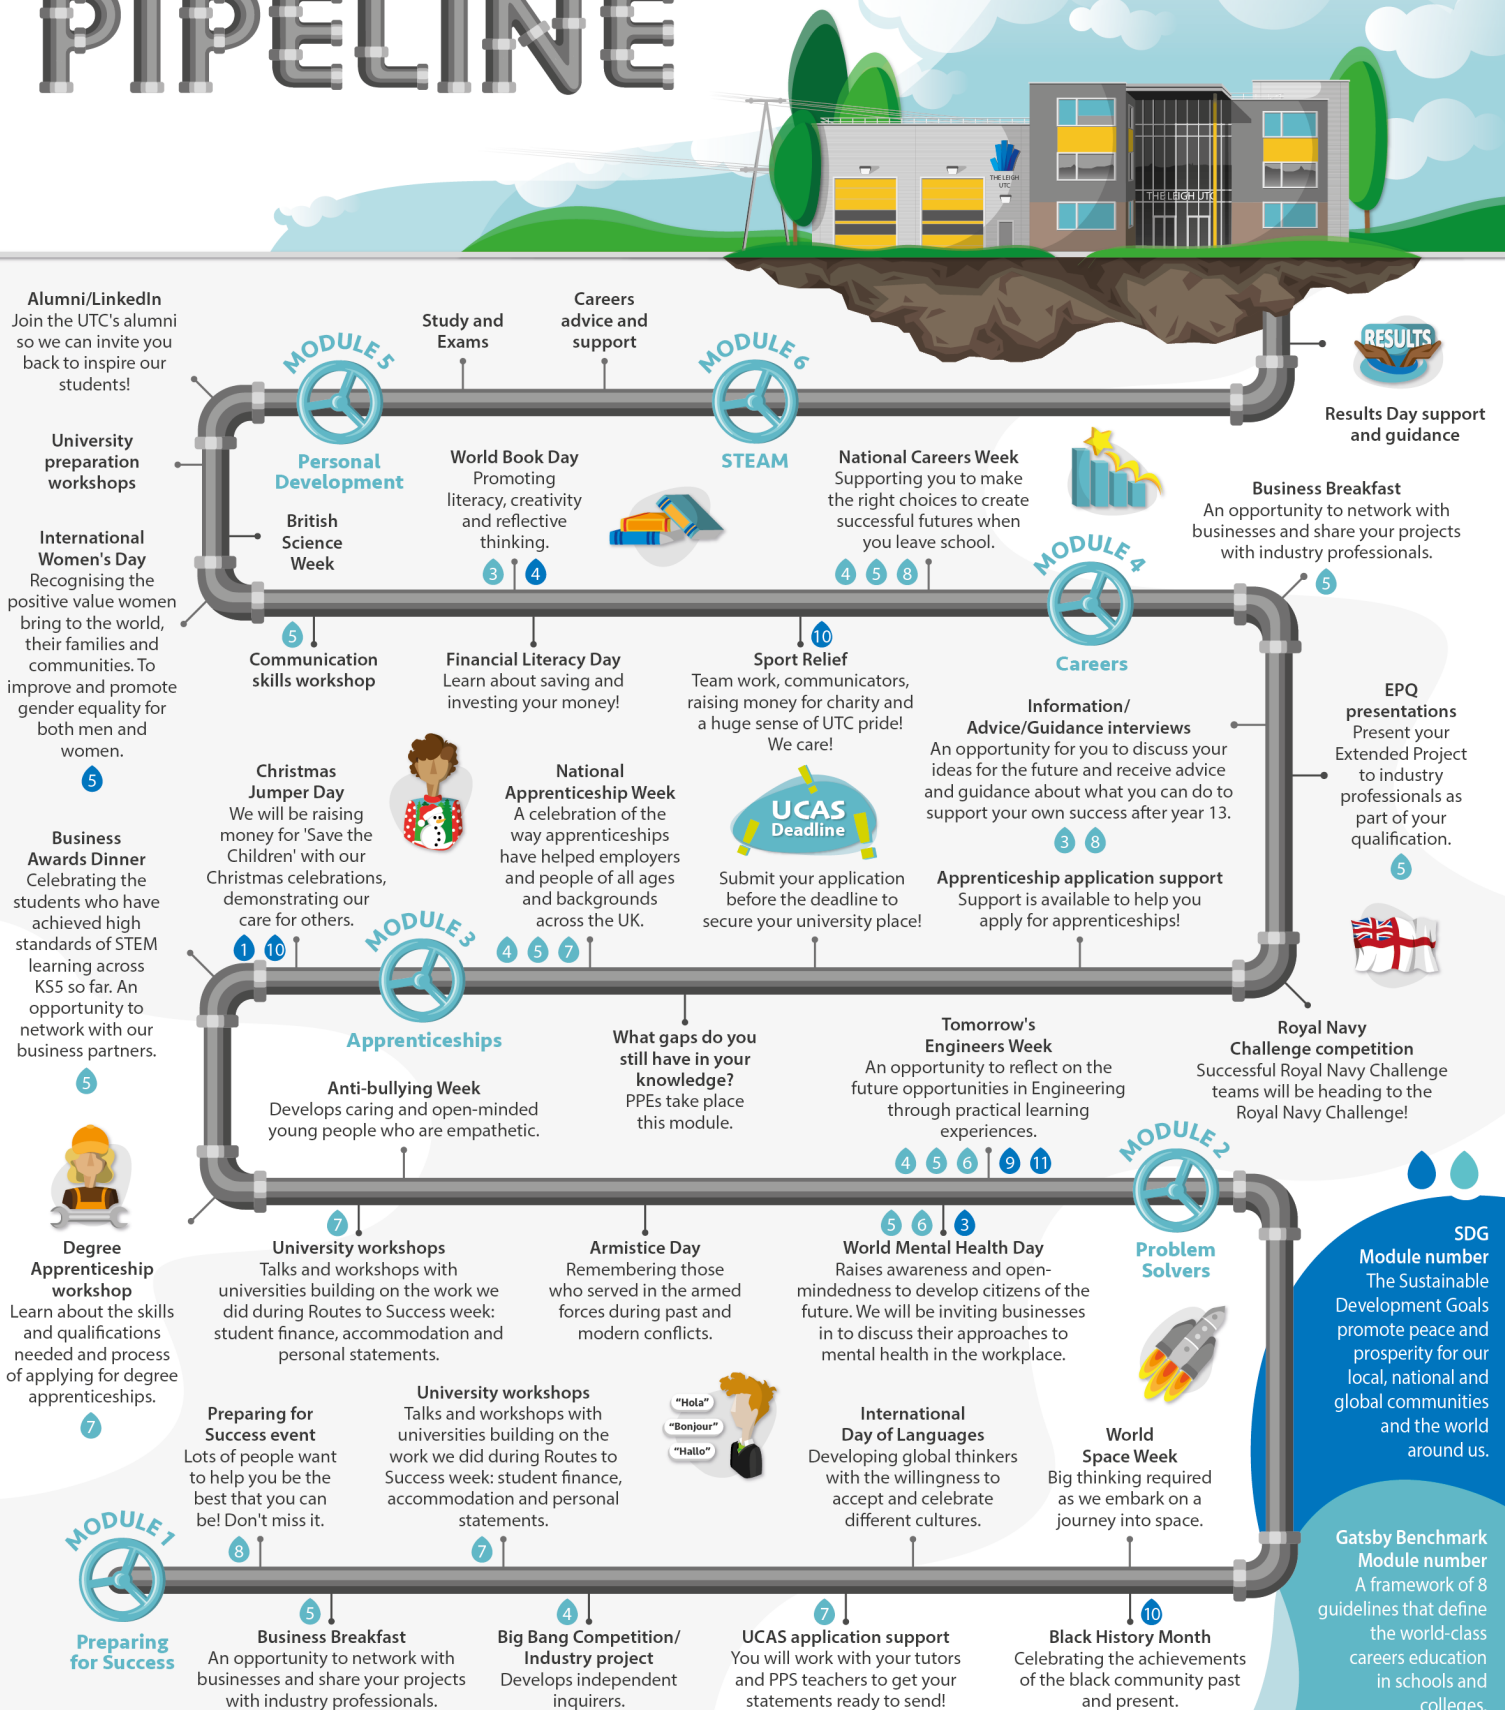 PIPELINE
THE LEIGH
UTC
THE LEIGH UTC
Alumni/LinkedIn
Join the UTC's alumni
so we can invite you
back to inspire our
students!
Study and
Exams
Careers
advice and
support
MODULE 5
Personal
Development
MODULE 6
STEAM
RESULTS
Results Day support
and guidance
University
preparation
workshops
British
Science
Week
World Book Day
Promoting
literacy, creativity
and reflective
thinking.
3 4
National Careers Week
Supporting you to make
the right choices to create
successful futures when
you leave school.
4 5 8
MODULE 4
Careers
Business Breakfast
An opportunity to network with
businesses and share your projects
with industry professionals.
5
International
Women's Day
Recognising the
positive value women
bring to the world,
their families and
communities. To
improve and promote
gender equality for
both men and
women.
5
5
Communication
skills workshop
Financial Literacy Day
Learn about saving and
investing your money!
10
Sport Relief
Team work, communicators,
raising money for charity and
a huge sense of UTC pride!
We care!
Information/
Advice/Guidance interviews
An opportunity for you to discuss your
ideas for the future and receive advice
and guidance about what you can do to
support your own success after year 13.
3 8
EPQ
presentations
Present your
Extended Project
to industry
professionals as
part of your
qualification.
5
Christmas
Jumper Day
We will be raising
money for 'Save the
Children' with our
Christmas celebrations,
demonstrating our
care for others.
1 10
National
Apprenticeship Week
A celebration of the
way apprenticeships
have helped employers
and people of all ages
and backgrounds
across the UK.
4 5 7
UCAS
Deadline
Submit your application
before the deadline to
secure your university place!
Apprenticeship application support
Support is available to help you
apply for apprenticeships!
Business
Awards Dinner
Celebrating the
students who have
achieved high
standards of STEM
learning across
KS5 so far. An
opportunity to
network with our
business partners.
5
MODULE 3
Apprenticeships
What gaps do you
still have in your
knowledge?
PPEs take place
this module.
Royal Navy
Challenge competition
Successful Royal Navy Challenge
teams will be heading to the
Royal Navy Challenge!
Anti-bullying Week
Develops caring and open-minded
young people who are empathetic.
Tomorrow's
Engineers Week
An opportunity to reflect on the
future opportunities in Engineering
through practical learning
experiences.
4 5 6 9 11
MODULE 2
Problem
Solvers
Degree
Apprenticeship
workshop
Learn about the skills
and qualifications
needed and process
of applying for degree
apprenticeships.
7
7
University workshops
Talks and workshops with
universities building on the work we
did during Routes to Success week:
student finance, accommodation and
personal statements.
Armistice Day
Remembering those
who served in the armed
forces during past and
modern conflicts.
5 6 3
World Mental Health Day
Raises awareness and open-
mindedness to develop citizens of the
future. We will be inviting businesses
in to discuss their approaches to
mental health in the workplace.
SDG
Module number
The Sustainable
Development Goals
promote peace and
prosperity for our
local, national and
global communities
and the world
around us.
Preparing for
Success event
Lots of people want
to help you be the
best that you can
be! Don't miss it.
8
University workshops
Talks and workshops with
universities building on the
work we did during Routes to
Success week: student finance,
accommodation and personal
statements.
7
"Hola"
"Bonjour"
"Hallo"
International
Day of Languages
Developing global thinkers
with the willingness to
accept and celebrate
different cultures.
World
Space Week
Big thinking required
as we embark on a
journey into space.
MODULE 1
Preparing
for Success
5
Business Breakfast
An opportunity to network with
businesses and share your projects
with industry professionals.
4
Big Bang Competition/
Industry project
Develops independent
inquirers.
7
UCAS application support
You will work with your tutors
and PPS teachers to get your
statements ready to send!
10
Black History Month
Celebrating the achievements
of the black community past
and present.
Gatsby Benchmark
Module number
A framework of 8
guidelines that define
the world-class
careers education
in schools and
colleges.